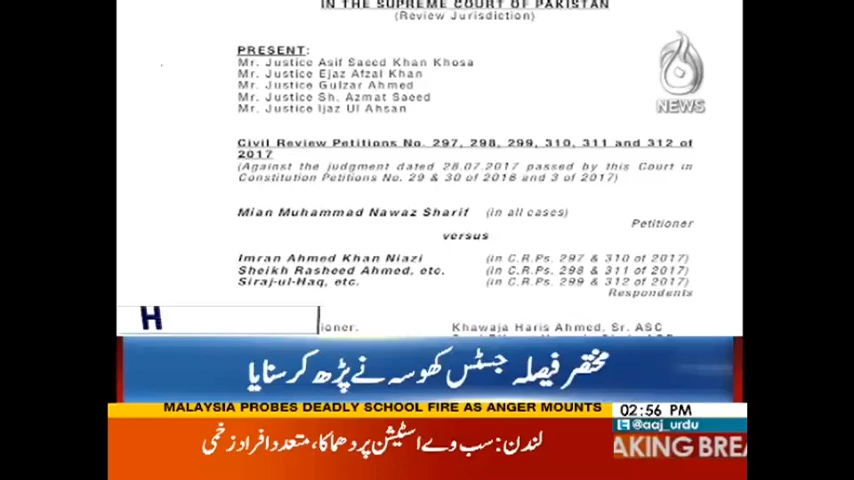 IN THE SUPREME COURT OF PAKISTAN
(Review Jurisdiction)
PRESENT:
Mr. Justice Asif Saeed Khan Khosa
Mr. Justice Ejaz Afzal Khan
Mr. Justice Gulzar Ahmed
Mr. Justice Sh. Azmat Saeed
Mr. Justice Ijaz Ul Ahsan
NEWS
Civil Review Petitions No. 297, 298, 299, 310, 311 and 312 of
2017
(Against the judgment dated 28.07.2017 passed by this Court in
Constitution Petitions No. 29 & 30 of 2016 and 3 of 2017)
Mian Muhammad Nawaz Sharif (in all cases)
Petitioner
versus
Imran Ahmed Khan Niazi (in C.R.Ps. 297 & 310 of 2017)
Sheikh Rasheed Ahmed, etc. (in C.R.Ps. 298 & 311 of 2017)
Siraj-ul-Haq, etc. (in C.R.Ps. 299 & 312 of 2017)
Respondents
H
ioner: Khawaja Haris Ahmed, Sr. ASC
مختصر فیصلہ جسٹس کھوسہ نے پڑھ کر سنایا
MALAYSIA PROBES DEADLY SCHOOL FIRE AS ANGER MOUNTS
02:56 PM
@aaj_urdu
لندن: سب وے اسٹیشن پر دھماکا، متعدد افراد زخمی
AKING BREA